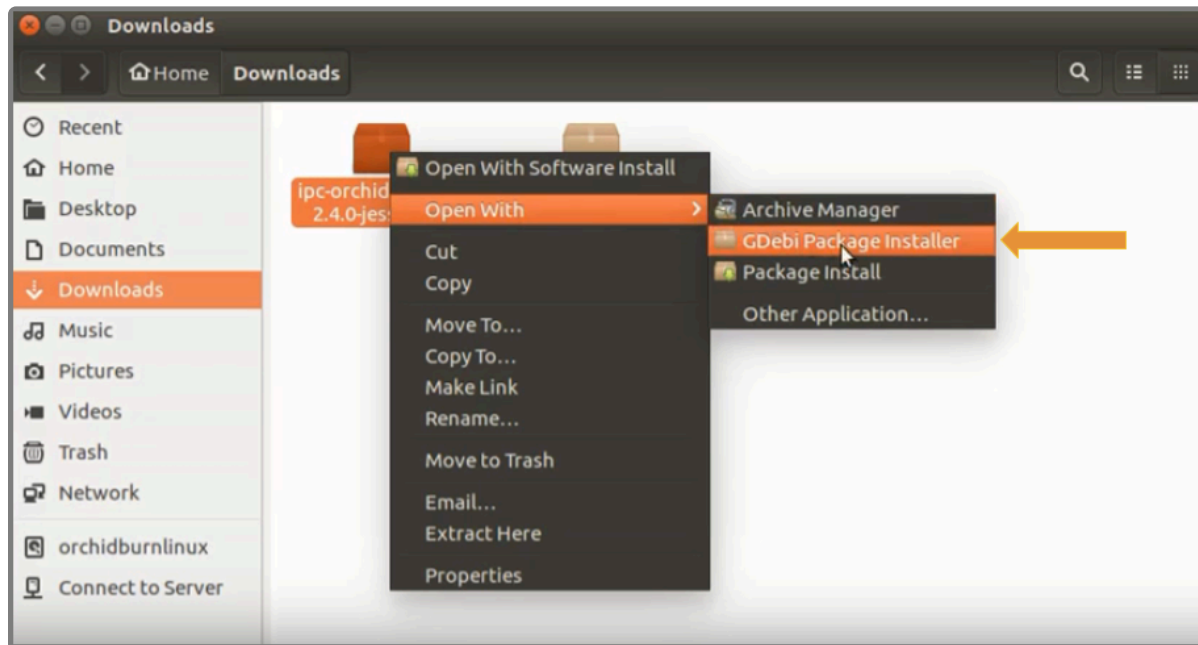 Downloads
Home
Downloads
Recent
Home
Desktop
Documents
Downloads
Music
Pictures
Videos
Trash
Network
orchidburnlinux
Connect to Server
ipc-orchid
2.4.0-jes
Open With Software Install
Open With
Cut
Copy
Move To…
Copy To…
Make Link
Rename…
Move to Trash
Email…
Extract Here
Properties
Archive Manager
GDebi Package Installer
Package Install
Other Application…